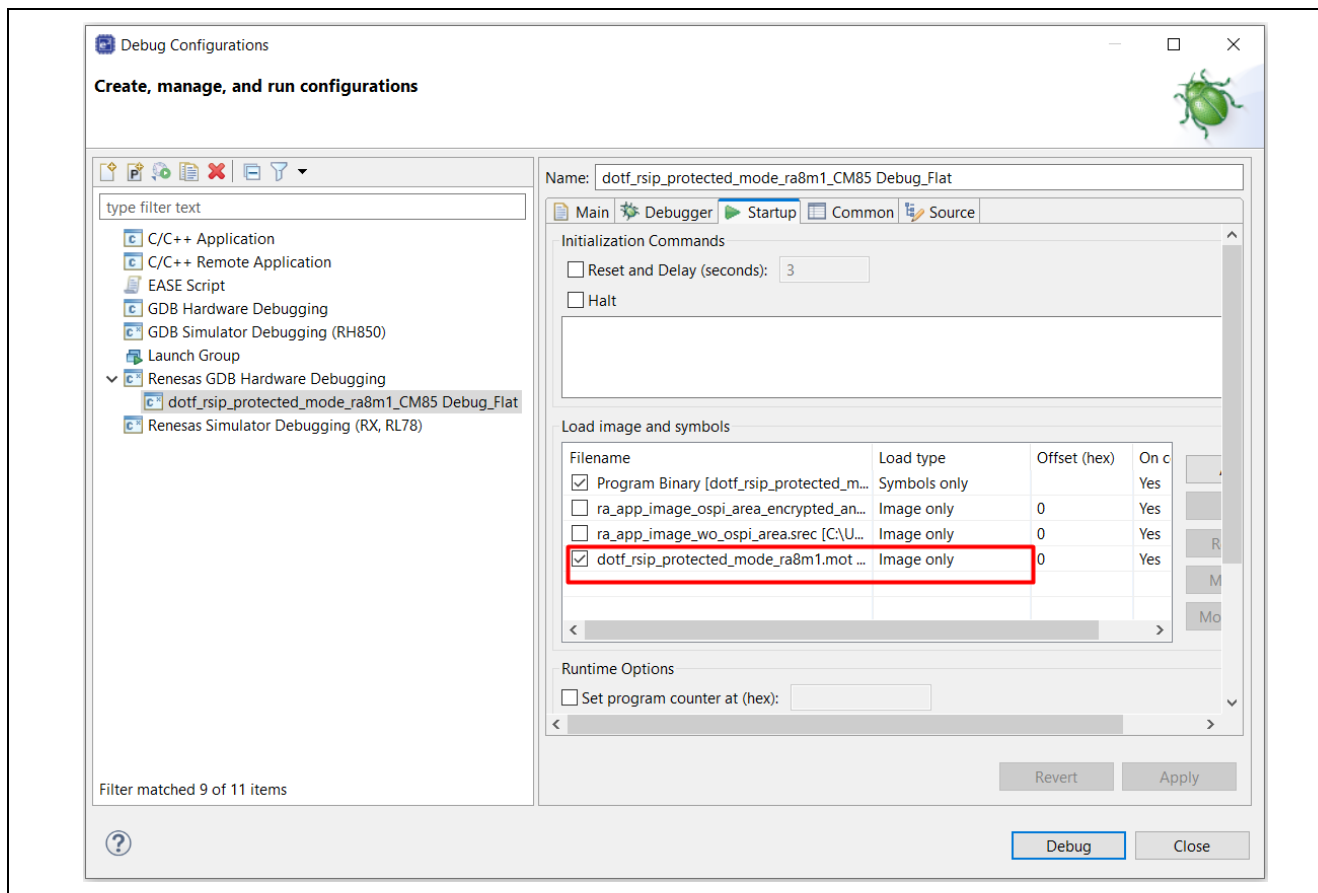 Debug Configurations
Create, manage, and run configurations
type filter text
C/C++ Application
C/C++ Remote Application
EASE Script
GDB Hardware Debugging
GDB Simulator Debugging (RH850)
Launch Group
Renesas GDB Hardware Debugging
dotf_rsip_protected_mode_ra8m1_CM85 Debug_Flat
Renesas Simulator Debugging (RX, RL78)
Filter matched 9 of 11 items
Name: dotf_rsip_protected_mode_ra8m1_CM85 Debug_Flat
Main Debugger Startup Common Source
Initialization Commands
Reset and Delay (seconds): 3
Halt
Load image and symbols
Filename Load type Offset (hex) On c
Program Binary [dotf_rsip_protected_m... Symbols only Yes
ra_app_image_ospi_area_encrypted_an... Image only 0 Yes
ra_app_image_wo_ospi_area.srec [C:\U... Image only 0 Yes
R
dotf_rsip_protected_mode_ra8m1.mot ... Image only 0 Yes
M
Mo
Runtime Options
Set program counter at (hex):
Revert Apply
Debug Close